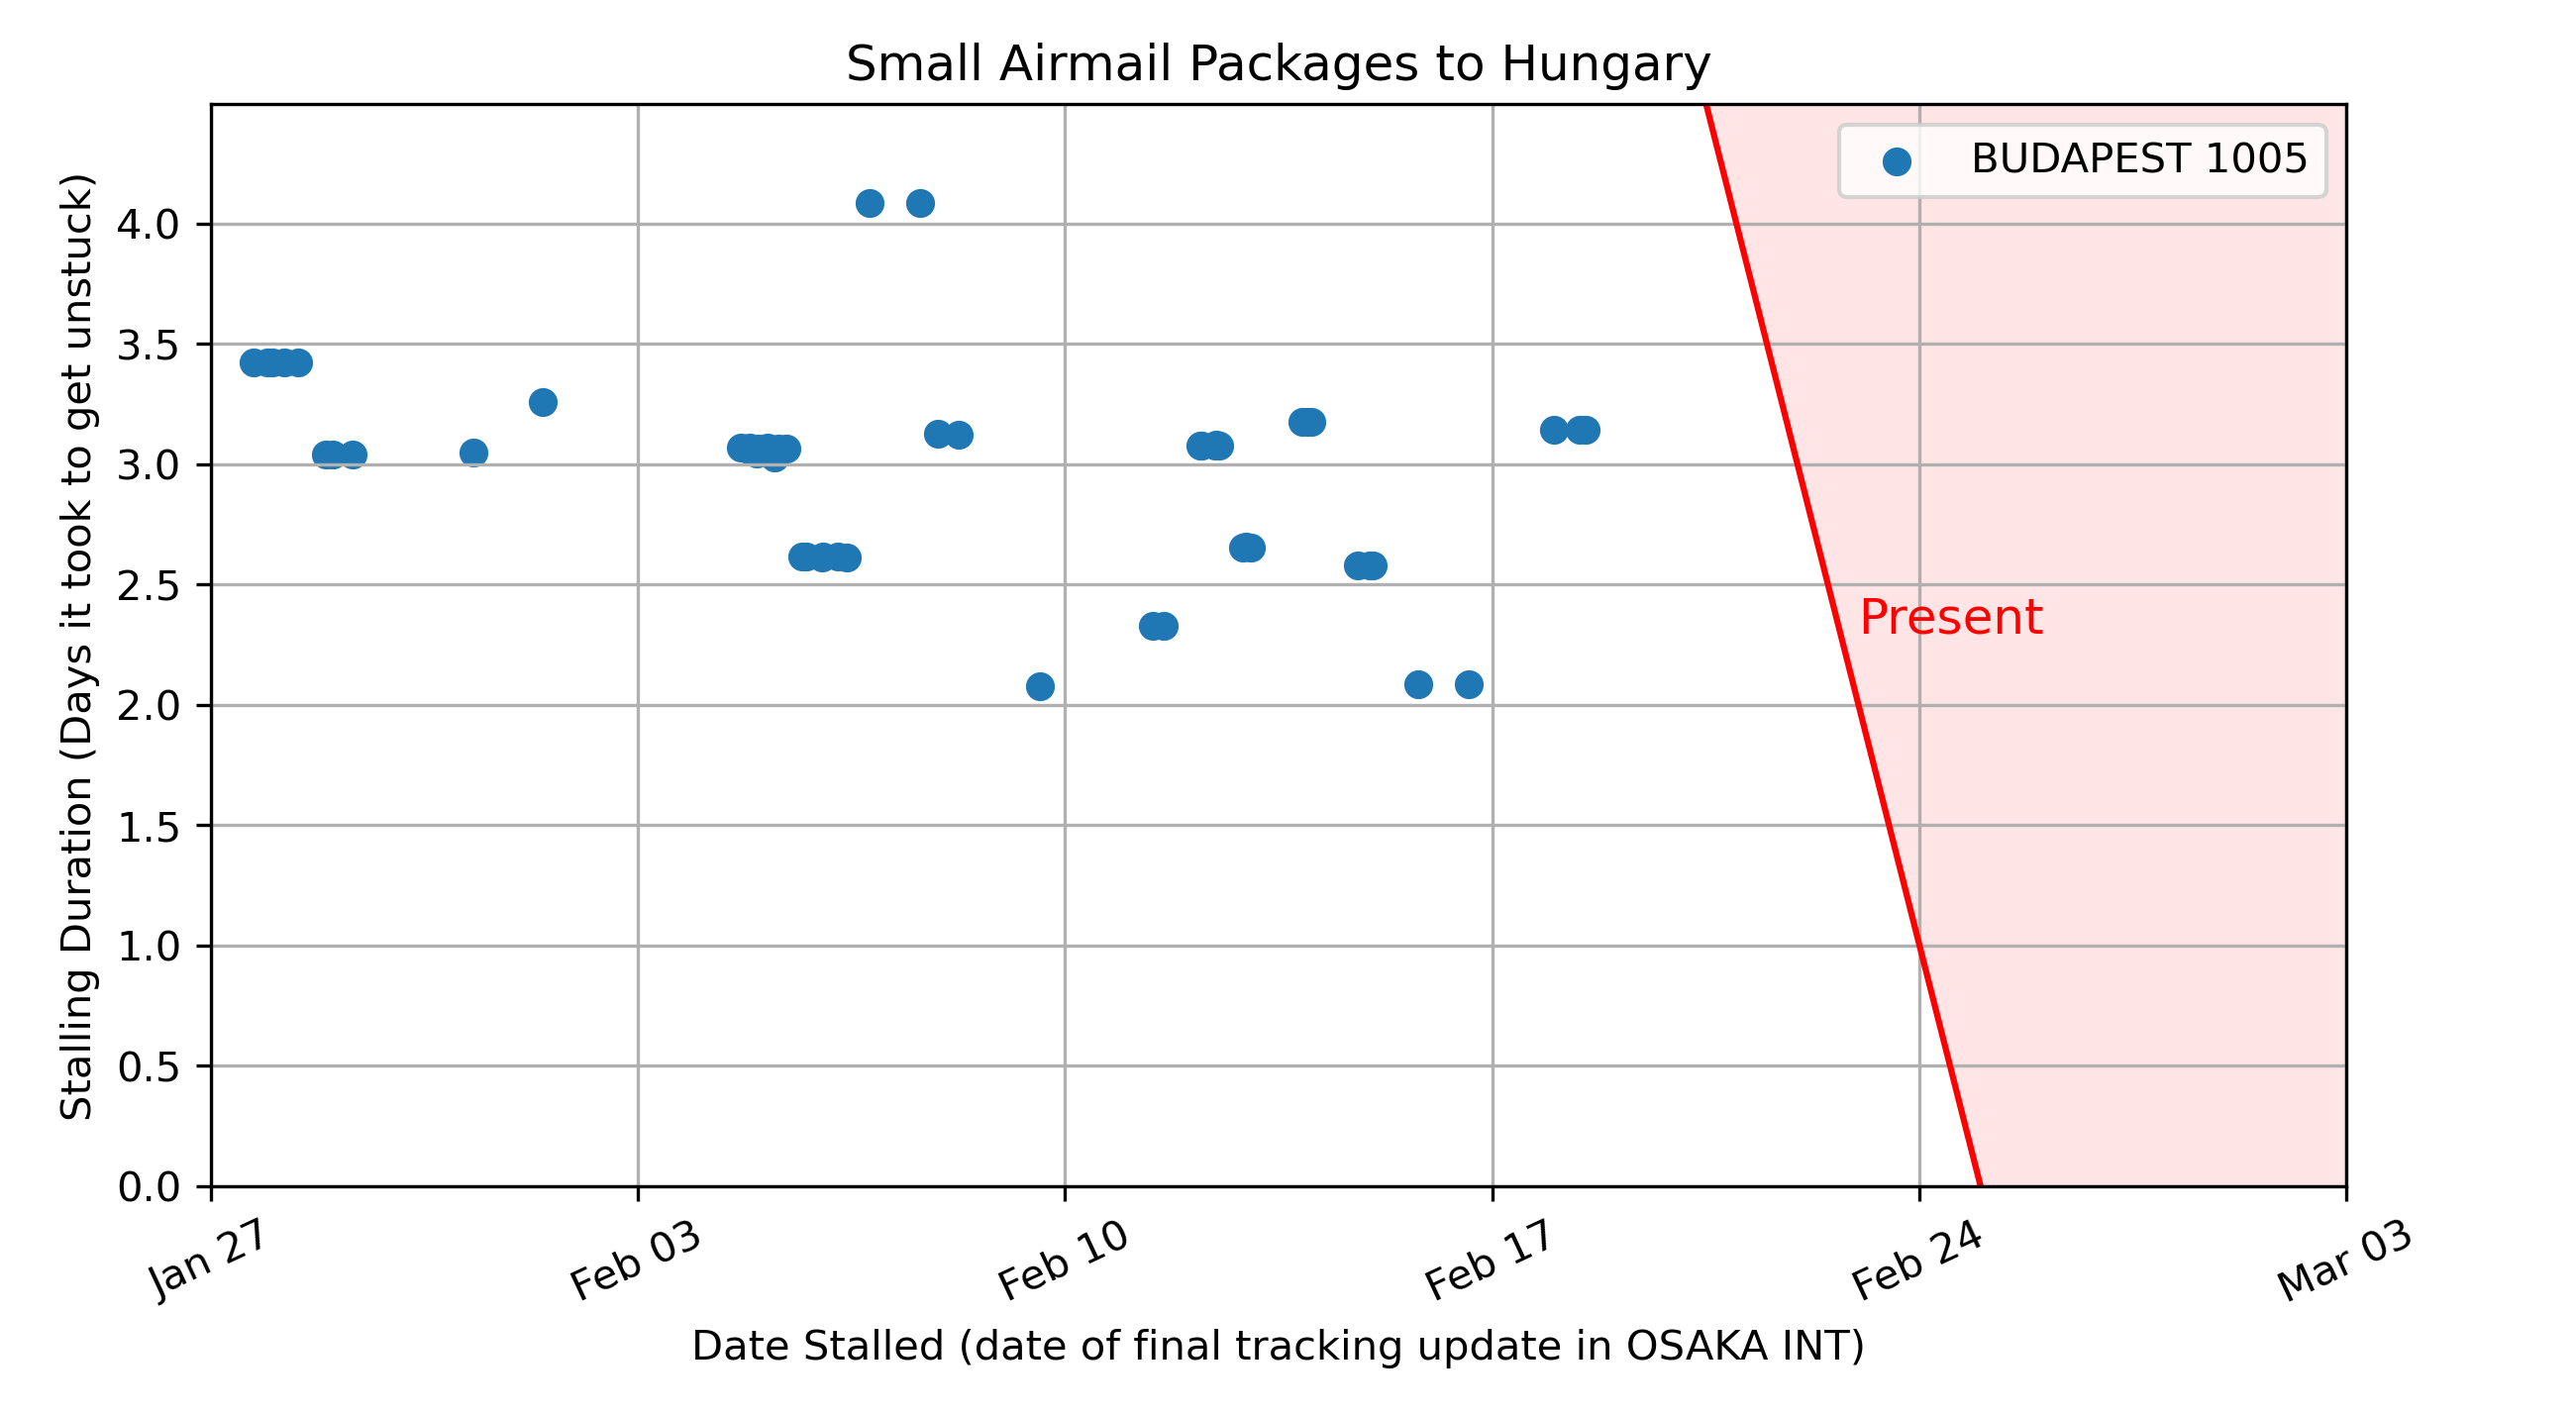 Small Airmail Packages to Hungary
BUDAPEST 1005
Stalling Duration (Days it took to get unstuck)
4.0
3.5
3.0
2.5
2.0
1.5
1.0
0.5
0.0
Present
Jan 27
Feb 03
Feb 10
Feb 17
Feb 24
Mar 03
Date Stalled (date of final tracking update in OSAKA INT)